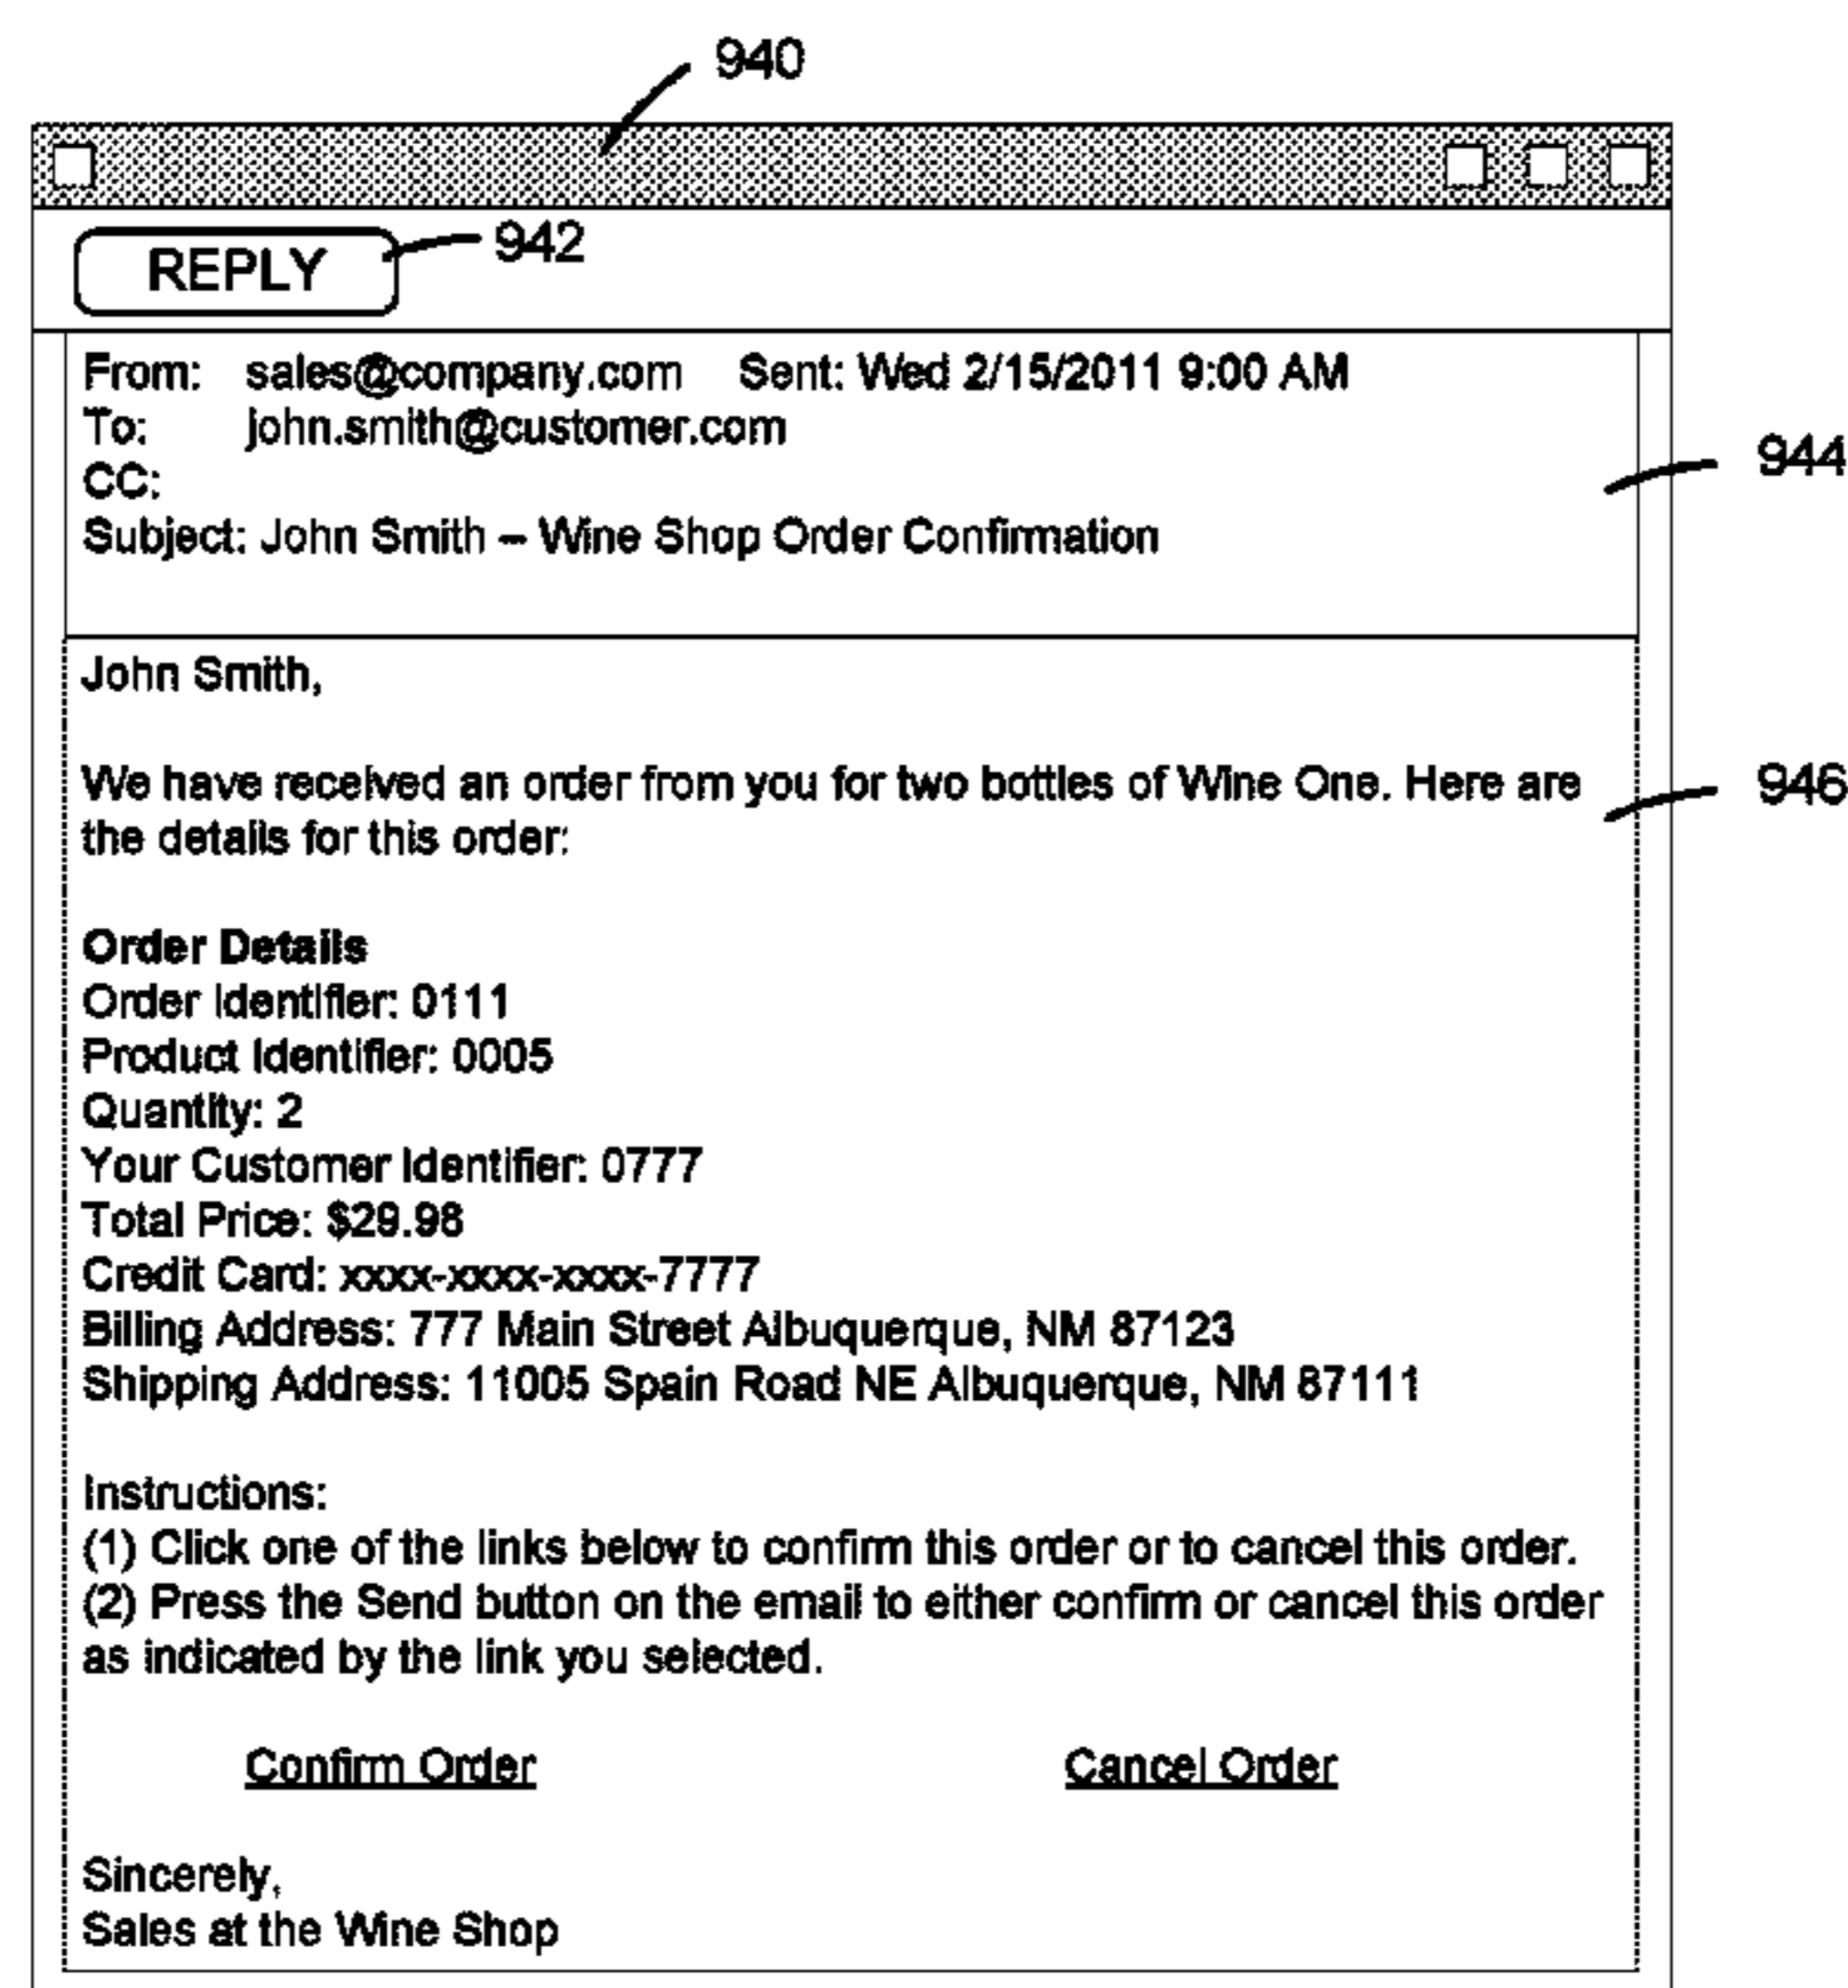 940
REPLY 942
From: sales@company.com Sent: Wed 2/15/2011 9:00 AM
To: john.smith@customer.com
CC:
944
Subject: John Smith – Wine Shop Order Confirmation
John Smith,
We have received an order from you for two bottles of Wine One. Here are
946
the details for this order:
Order Details
Order Identifier: 0111
Product Identifier: 0005
Quantity: 2
Your Customer Identifier: 0777
Total Price: $29.98
Credit Card: xxxx-xxxx-xxxx-7777
Billing Address: 777 Main Street Albuquerque, NM 87123
Shipping Address: 11005 Spain Road NE Albuquerque, NM 87111
Instructions:
(1) Click one of the links below to confirm this order or to cancel this order.
(2) Press the Send button on the email to either confirm or cancel this order
as indicated by the link you selected.
Confirm Order Cancel Order
Sincerely,
Sales at the Wine Shop